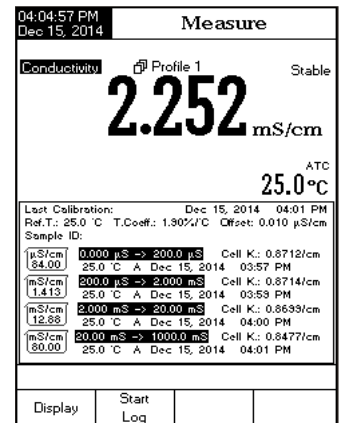 04:04:57 PM
Dec 15, 2014
Measure
Conductivity
Profile 1
Stable
2.252 mS/cm
ATC
25.0°C
Last Calibration: Dec 15, 2014 04:01 PM
Ref.T.: 25.0 °C T.Coeff.: 1.90%/°C Offset: 0.010 µS/cm
Sample ID:
µS/cm 84.00 0.000 µS -> 200.0 µS Cell K.: 0.8712/cm
25.0 °C A Dec 15, 2014 03:57 PM
mS/cm 1.413 200.0 µS -> 2.000 mS Cell K.: 0.8714/cm
25.0 °C A Dec 15, 2014 03:59 PM
mS/cm 12.88 2.000 mS -> 20.00 mS Cell K.: 0.8699/cm
25.0 °C A Dec 15, 2014 04:00 PM
mS/cm 80.00 20.00 mS -> 1000.0 mS Cell K.: 0.8477/cm
25.0 °C A Dec 15, 2014 04:01 PM
Display
Start
Log